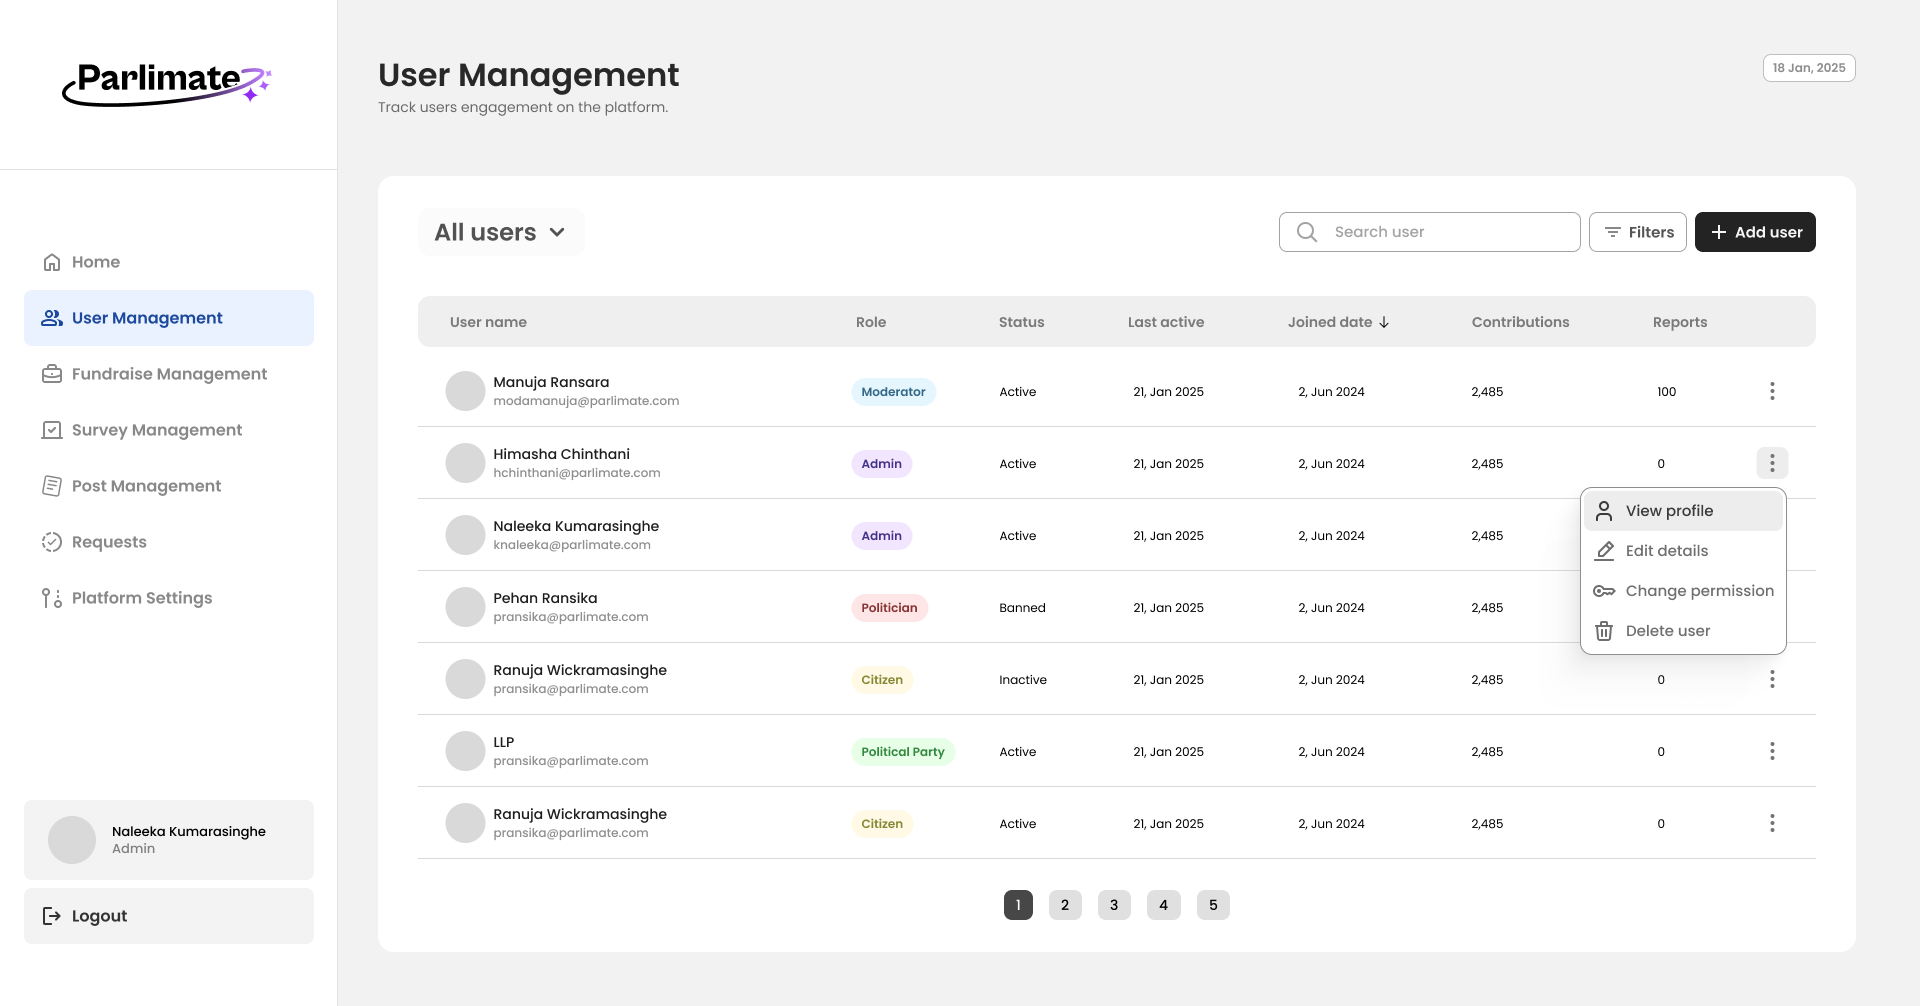 Parlimate
Home
User Management
Fundraise Management
Survey Management
Post Management
Requests
Platform Settings
Naleeka Kumarasinghe
Admin
Logout
User Management
Track users engagement on the platform.
18 Jan, 2025
All users
Search user
Filters
Add user
User name Role Status Last active Joined date Contributions Reports
Manuja Ransara
modamanuja@parlimate.com
Moderator Active 21, Jan 2025 2, Jun 2024 2,485 100
Himasha Chinthani
hchinthani@parlimate.com
Admin Active 21, Jan 2025 2, Jun 2024 2,485 0
Naleeka Kumarasinghe
knaleeka@parlimate.com
Admin Active 21, Jan 2025 2, Jun 2024 2,485
Pehan Ransika
pransika@parlimate.com
Politician Banned 21, Jan 2025 2, Jun 2024 2,485
View profile
Edit details
Change permission
Delete user
Ranuja Wickramasinghe
pransika@parlimate.com
Citizen Inactive 21, Jan 2025 2, Jun 2024 2,485 0
LLP
pransika@parlimate.com
Political Party Active 21, Jan 2025 2, Jun 2024 2,485 0
Ranuja Wickramasinghe
pransika@parlimate.com
Citizen Active 21, Jan 2025 2, Jun 2024 2,485 0
1 2 3 4 5